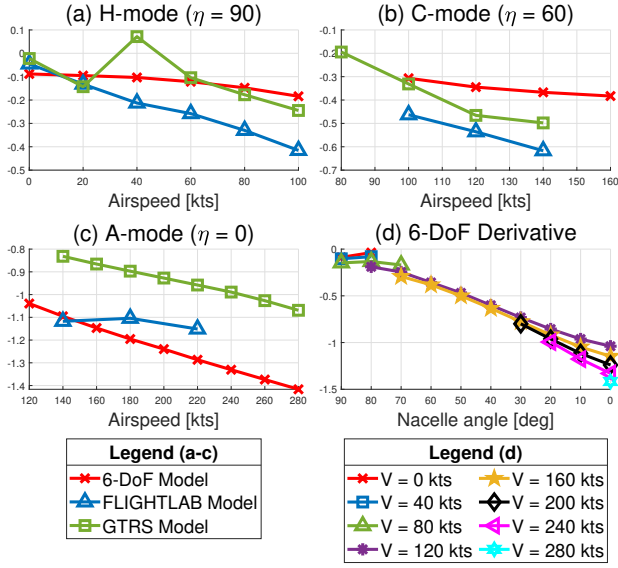 (a) H-mode (η = 90)
0.1
0
-0.1
-0.2
-0.3
-0.4
-0.5
0 20 40 60 80 100
Airspeed [kts]
(b) C-mode (η = 60)
-0.2
-0.3
-0.4
-0.5
-0.6
-0.7
80 90 100 110 120 130 140 150 160
Airspeed [kts]
(c) A-mode (η = 0)
-0.8
-0.9
-1
-1.1
-1.2
-1.3
-1.4
120 140 160 180 200 220 240 260 280
Airspeed [kts]
(d) 6-DoF Derivative
0
-0.5
-1
-1.5
90 80 70 60 50 40 30 20 10 0
Nacelle angle [deg]
Legend (a-c)
6-DoF Model
FLIGHTLAB Model
GTRS Model
Legend (d)
V = 0 kts
V = 40 kts
V = 80 kts
V = 120 kts
V = 160 kts
V = 200 kts
V = 240 kts
V = 280 kts